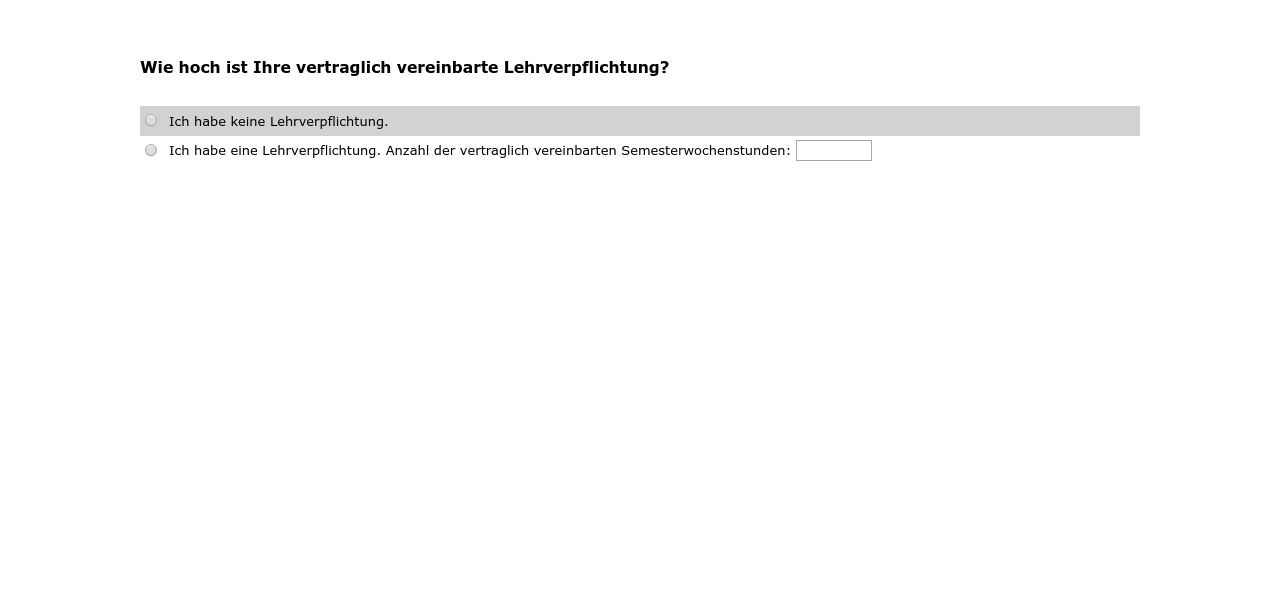 Wie hoch ist Ihre vertraglich vereinbarte Lehrverpflichtung?
Ich habe keine Lehrverpflichtung.
Ich habe eine Lehrverpflichtung. Anzahl der vertraglich vereinbarten Semesterwochenstunden: